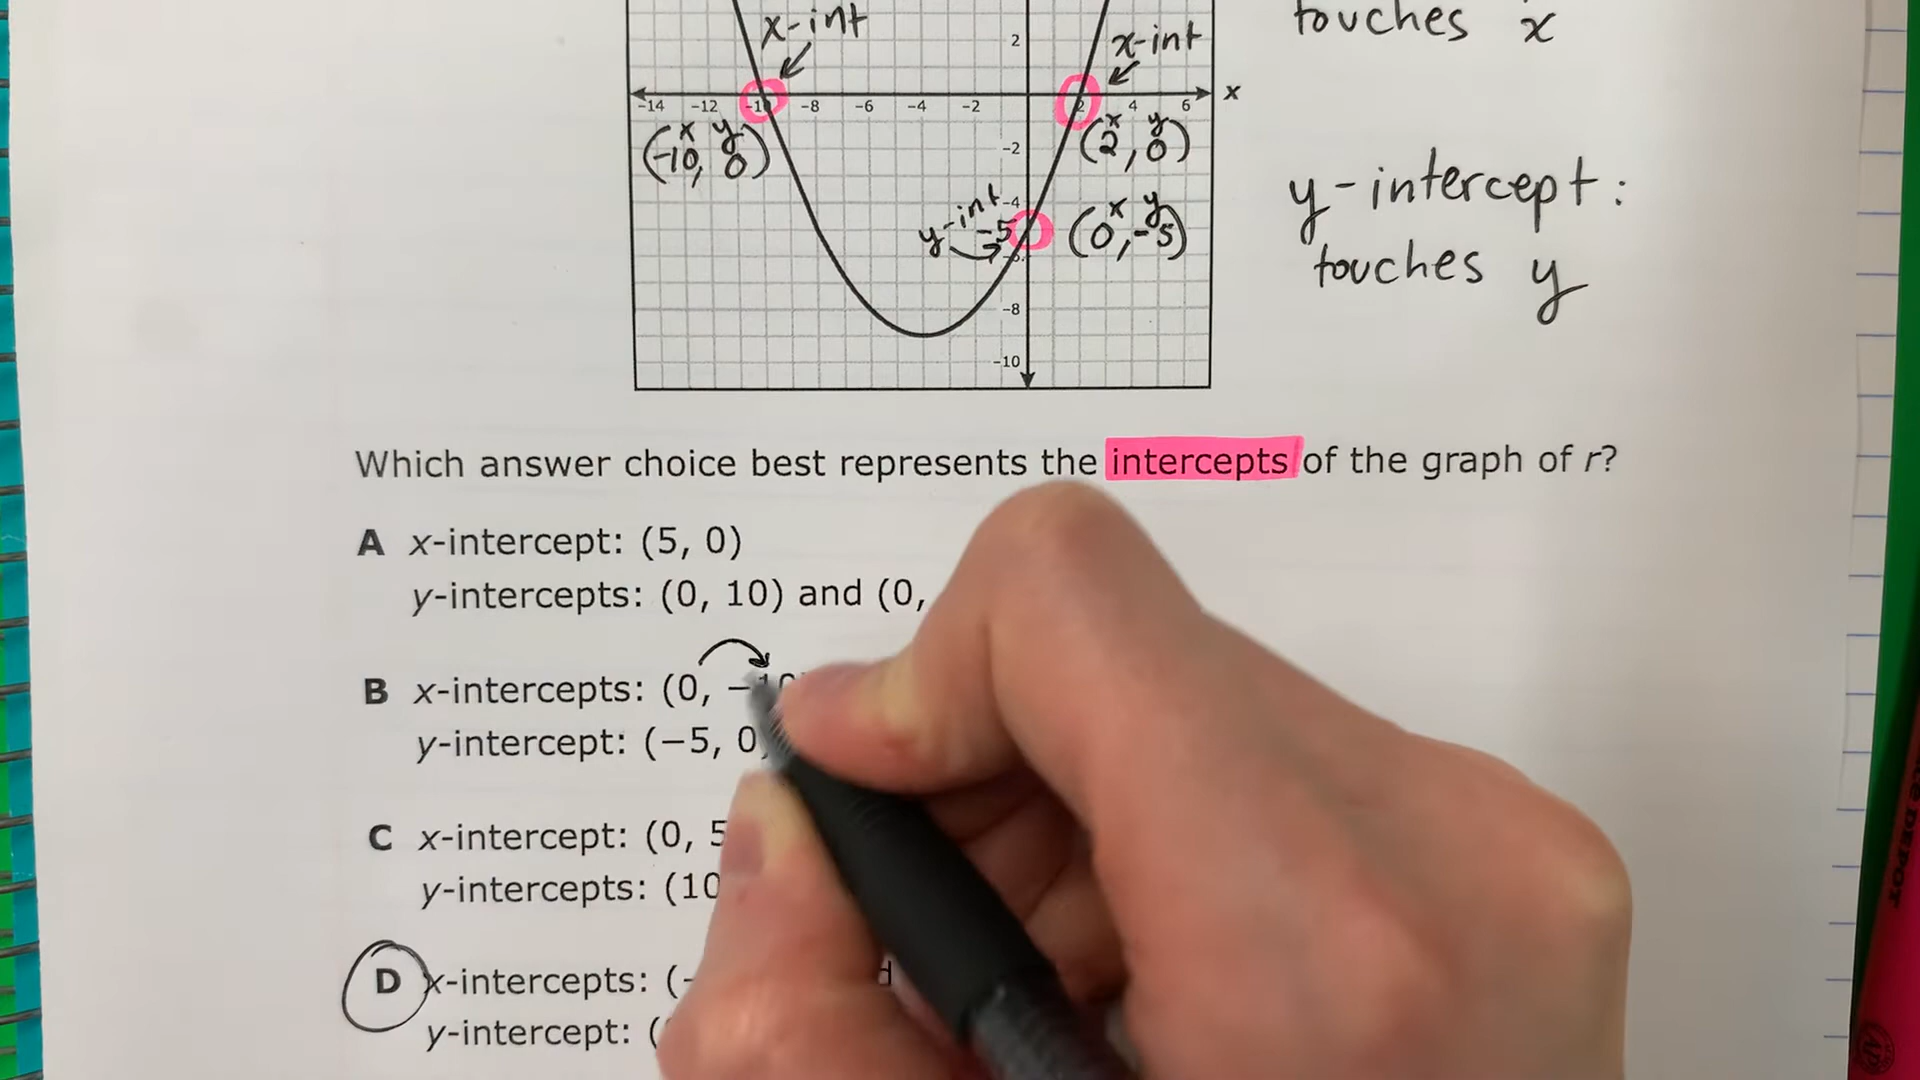 touches x
x-int
x-int
2
x
-14 -12 -10 -8 -6 -4 -2 2 4 6
(-10, 0)
x y
(2, 0)
x y
-2
y-intercept:
touches y
y-int
-5
-4
(0, -5)
x y
-8
-10
Which answer choice best represents the intercepts of the graph of r?
A x-intercept: (5, 0)
y-intercepts: (0, 10) and (0,
B x-intercepts: (0, −10
y-intercept: (−5, 0)
C x-intercept: (0, 5
y-intercepts: (10
D x-intercepts: (-
y-intercept: (